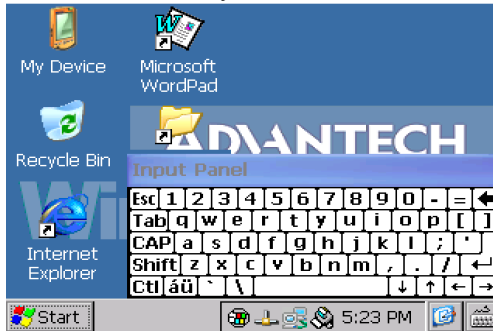 My Device
Microsoft
WordPad
Recycle Bin
ADVANTECH
Input Panel
Internet
Explorer
Wi
Esc 1 2 3 4 5 6 7 8 9 0 - =
Tab q w e r t y u i o p [ ]
CAP a s d f g h j k l ; '
Shift z x c v b n m , . / ↵
Ctl áü ` \ ↓ ↑ ← →
Start
5:23 PM